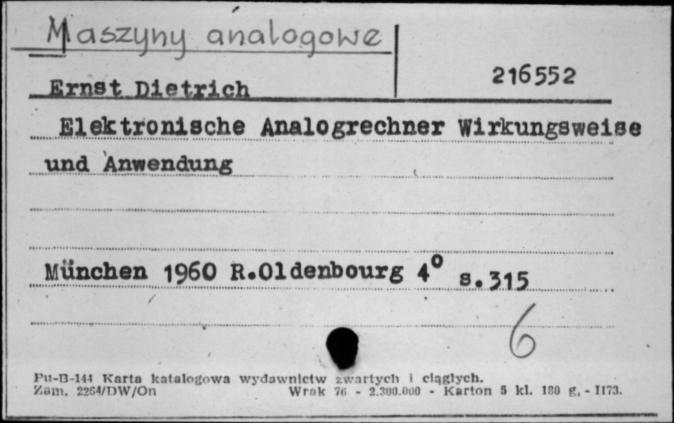 Maszyny analogowe
216552
Ernst Dietrich
Elektronische Analogrechner Wirkungsweise
und Anwendung
München 1960 R.Oldenbourg 4⁰ s.315
6
Pu-B-144 Karta katalogowa wydawnictw zwartych i ciągłych.
Zam. 2264/DW/On Wrak 76 - 2.300.000 - Karton 5 kl. 180 g. - II73.